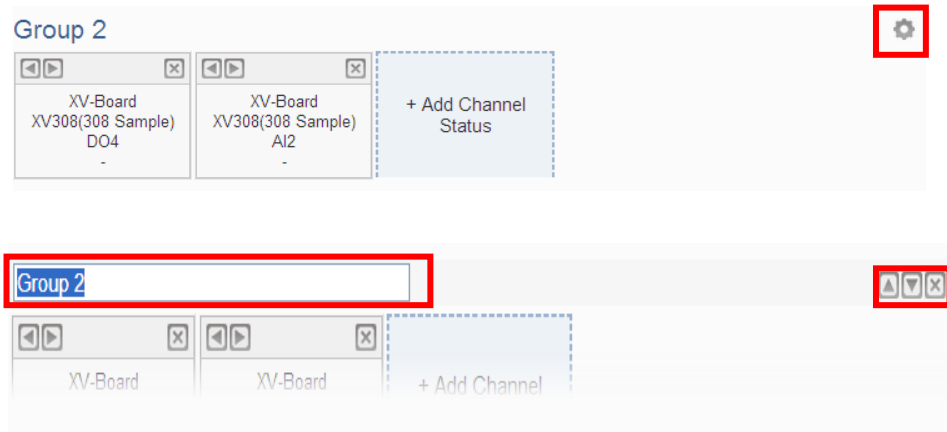 Group 2
XV-Board
XV308(308 Sample)
DO4
-
XV-Board
XV308(308 Sample)
AI2
-
+ Add Channel
Status
Group 2
XV-Board
XV-Board
+ Add Channel